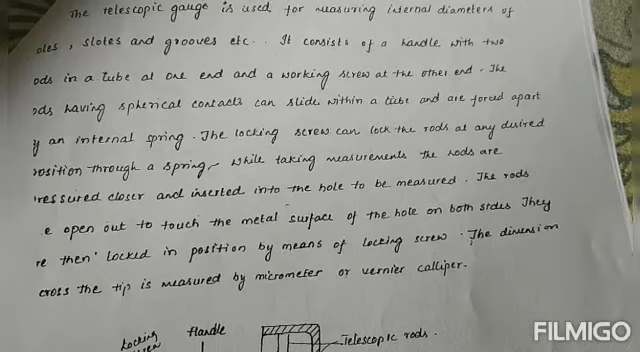 The telescopic gauge is used for measuring internal diameters of
oles, slotes and grooves etc.. It consists of a handle with two
ods in a tube at one end and a working screw at the other end. The
ods having spherical contacts can slide within a tube and are forced apart
y an internal spring. The locking screw can lock the rods at any desired
osition through a spring. While taking measurements the rods are
ressured closer and inserted into the hole to be measured. The rods
e open out to touch the metal surface of the hole on both sides They
re then locked in position by means of locking screw. The dimension
cross the tip is measured by micrometer or vernier calliper.
Locking Handle
Telescopic rods.
FILMIGO